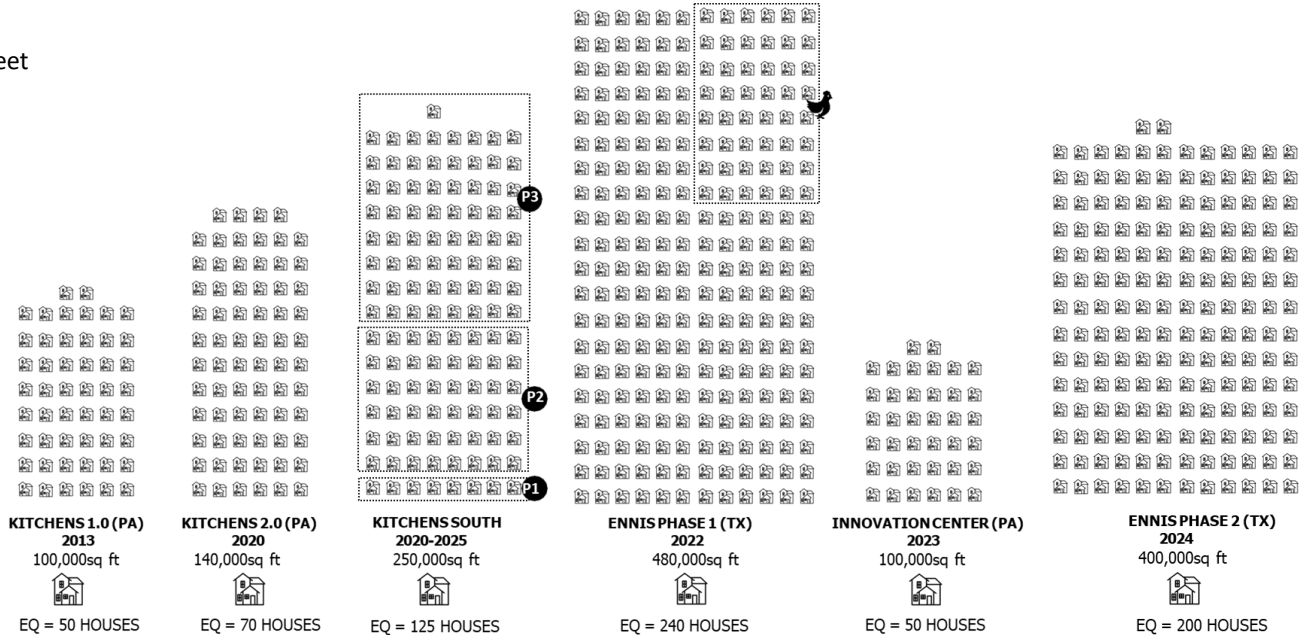 eet
P3
P2
P1
KITCHENS 1.0 (PA)
2013
100,000sq ft
EQ = 50 HOUSES
KITCHENS 2.0 (PA)
2020
140,000sq ft
EQ = 70 HOUSES
KITCHENS SOUTH
2020-2025
250,000sq ft
EQ = 125 HOUSES
ENNIS PHASE 1 (TX)
2022
480,000sq ft
EQ = 240 HOUSES
INNOVATION CENTER (PA)
2023
100,000sq ft
EQ = 50 HOUSES
ENNIS PHASE 2 (TX)
2024
400,000sq ft
EQ = 200 HOUSES